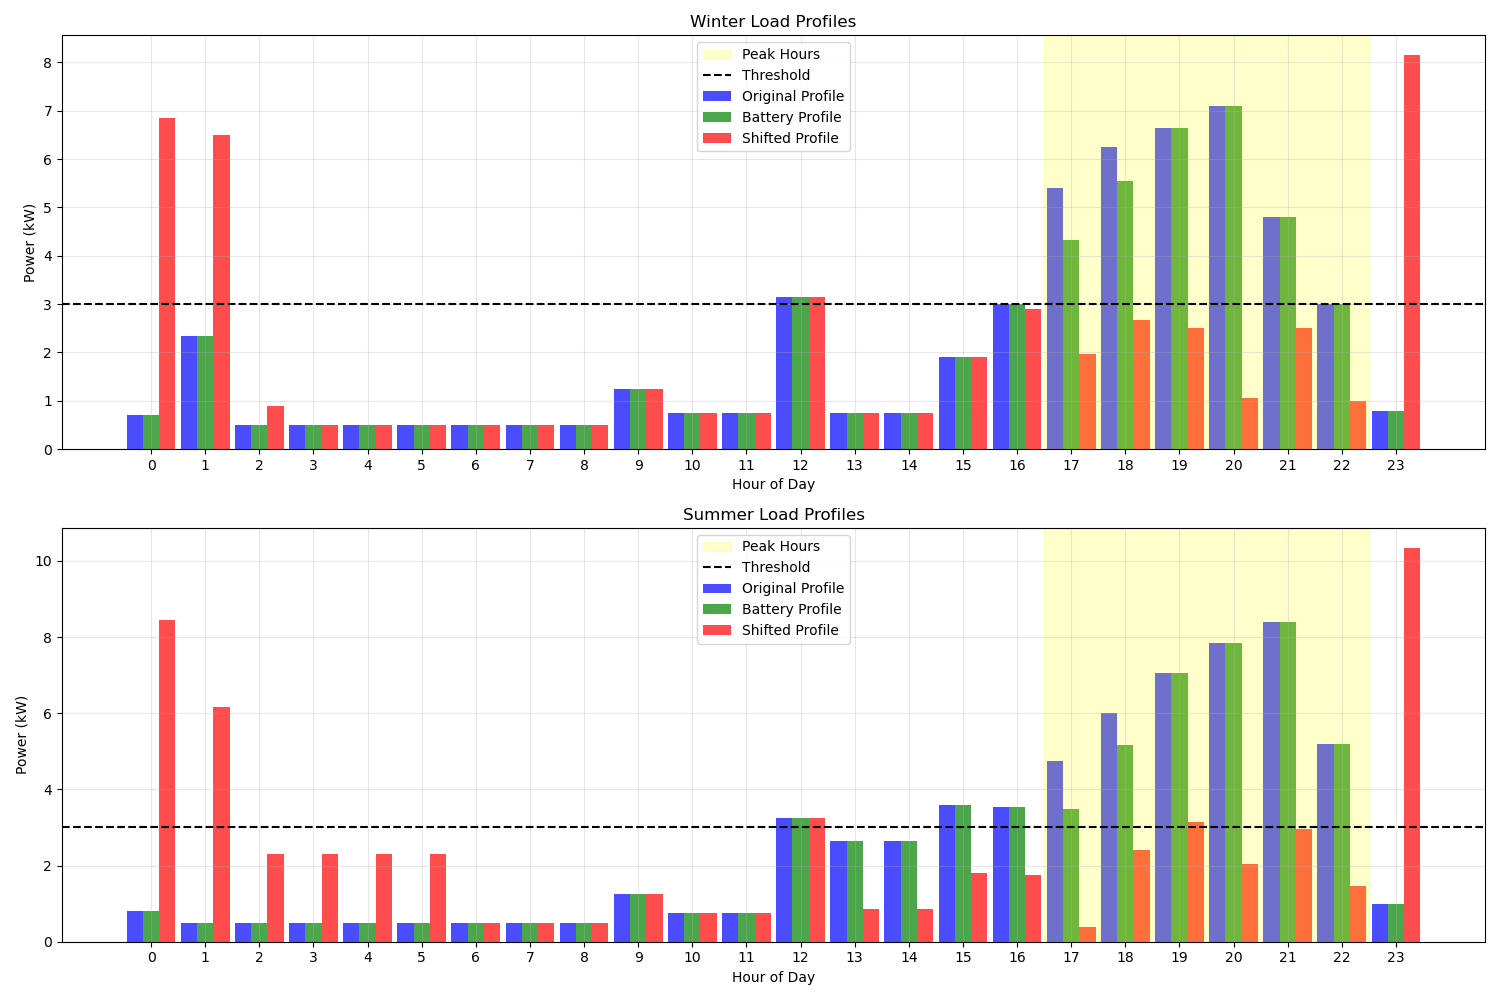 Winter Load Profiles
Power (kW)
8
7
6
5
4
3
2
1
0
Peak Hours
Threshold
Original Profile
Battery Profile
Shifted Profile
0 1 2 3 4 5 6 7 8 9 10 11 12 13 14 15 16 17 18 19 20 21 22 23
Hour of Day
Summer Load Profiles
Power (kW)
10
8
6
4
2
0
Peak Hours
Threshold
Original Profile
Battery Profile
Shifted Profile
0 1 2 3 4 5 6 7 8 9 10 11 12 13 14 15 16 17 18 19 20 21 22 23
Hour of Day